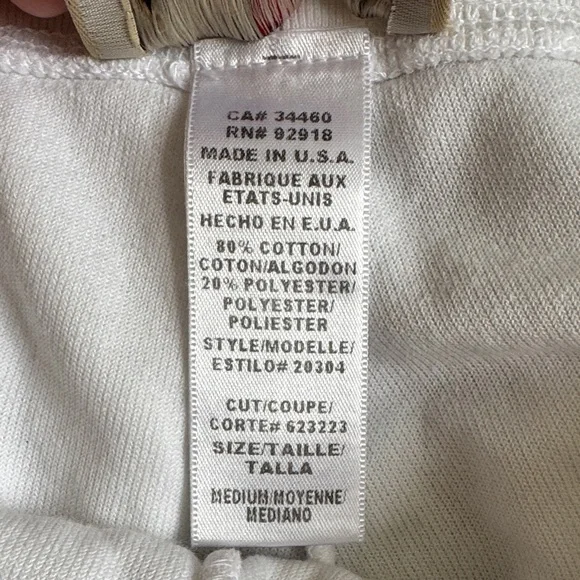 CA# 34460
RN# 92918
MADE IN U.S.A.
FABRIQUE AUX
ETATS-UNIS
HECHO EN E.U.A.
80% COTTON/
COTON/ALGODON
20% POLYESTER/
POLYESTER/
POLIESTER
STYLE/MODELLE/
ESTILO# 20304
CUT/COUPE/
CORTE# 623223
SIZE/TAILLE/
TALLA
MEDIUM/MOYENNE/
MEDIANO